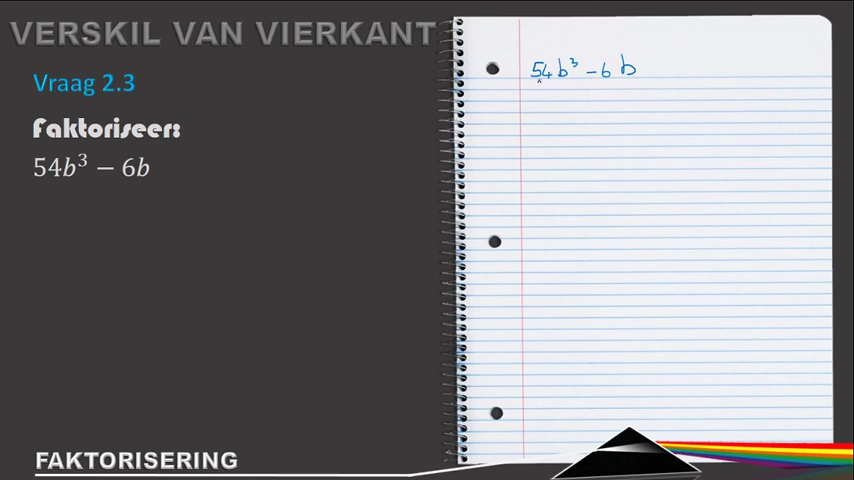 VERSKIL VAN VIERKANT
Vraag 2.3
Faktoriseer:
54b³ − 6b
54b³ − 6b
FAKTORISERING